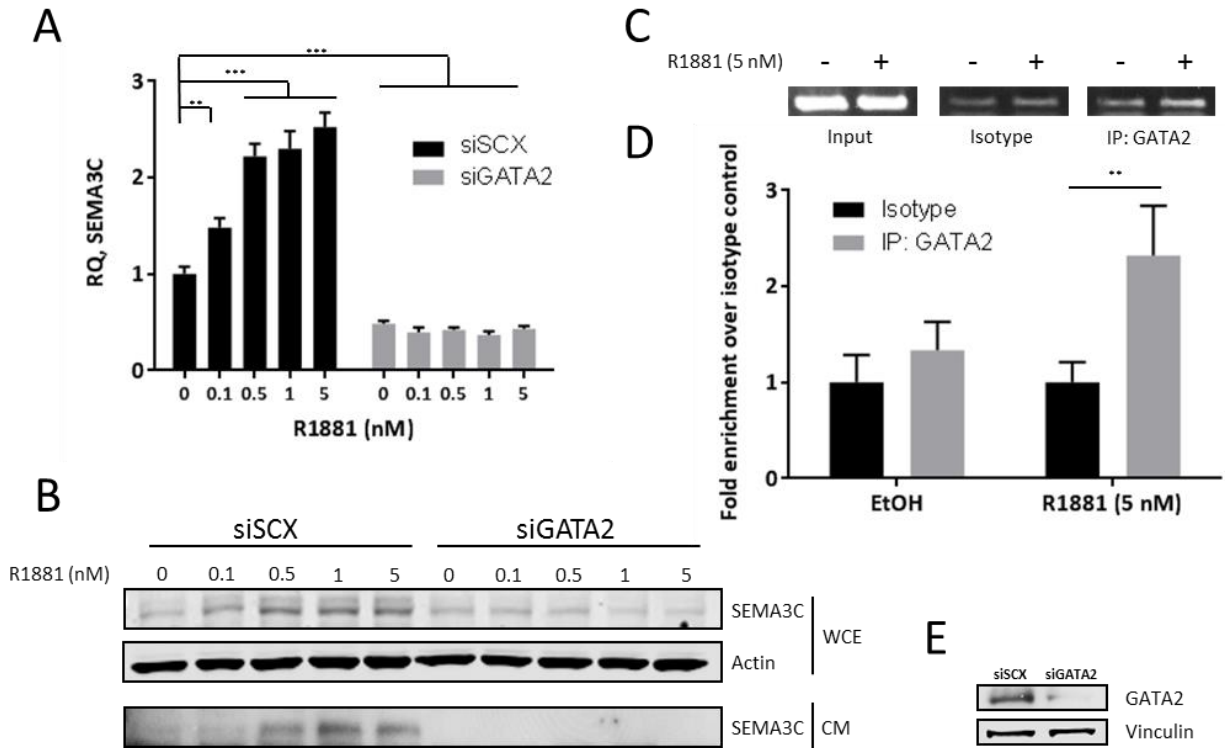 A
RQ, SEMA3C
3
2
1
0
** *** ***
siSCX
siGATA2
0 0.1 0.5 1 5 0 0.1 0.5 1 5
R1881 (nM)
B
siSCX siGATA2
R1881 (nM) 0 0.1 0.5 1 5 0 0.1 0.5 1 5
SEMA3C
Actin
WCE
SEMA3C CM
C
R1881 (5 nM) - + - + - +
Input Isotype IP: GATA2
D
Fold enrichment over isotype control
3
2
1
0
**
Isotype
IP: GATA2
EtOH R1881 (5 nM)
E
siSCX siGATA2
GATA2
Vinculin